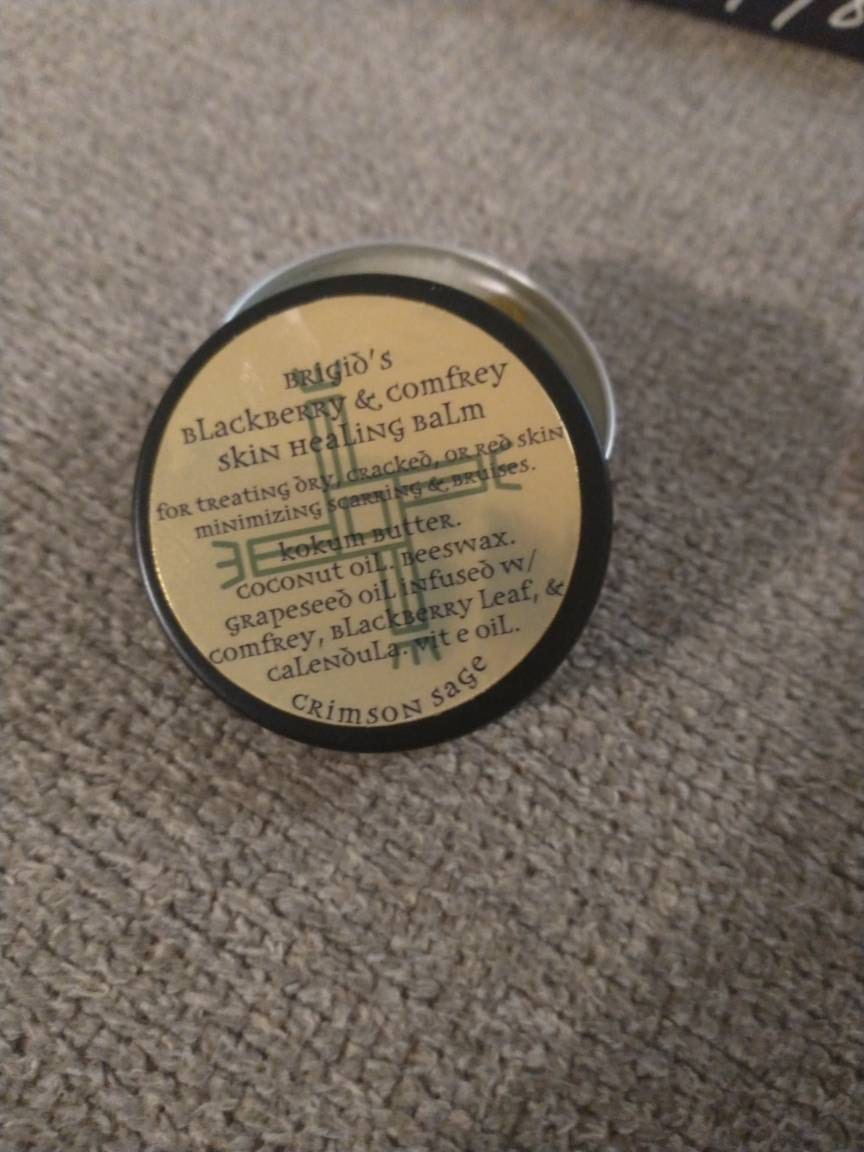 Brigid's
Blackberry & Comfrey
Skin Healing Balm
for treating dry, cracked, or red skin
minimizing scarring & bruises.
kokum butter.
coconut oil. beeswax.
grapeseed oil infused w/
comfrey, blackberry leaf, &
calendula. vit e oil.
crimson sage